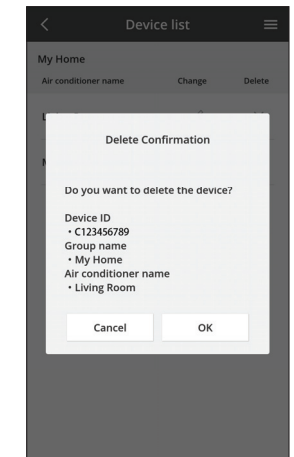 Device list
My Home
Air conditioner name Change Delete
Delete Confirmation
Do you want to delete the device?
Device ID
• C123456789
Group name
• My Home
Air conditioner name
• Living Room
Cancel OK